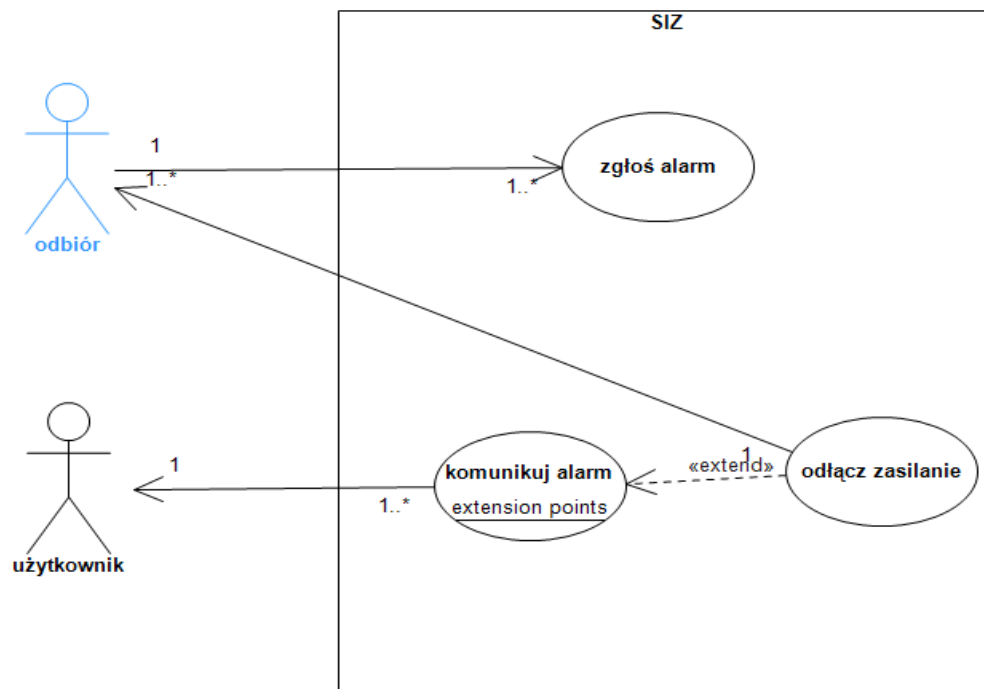 SIZ
1
1..*
1..*
zgłoś alarm
odbiór
1
1..*
komunikuj alarm
extension points
«extend»
1
odłącz zasilanie
użytkownik